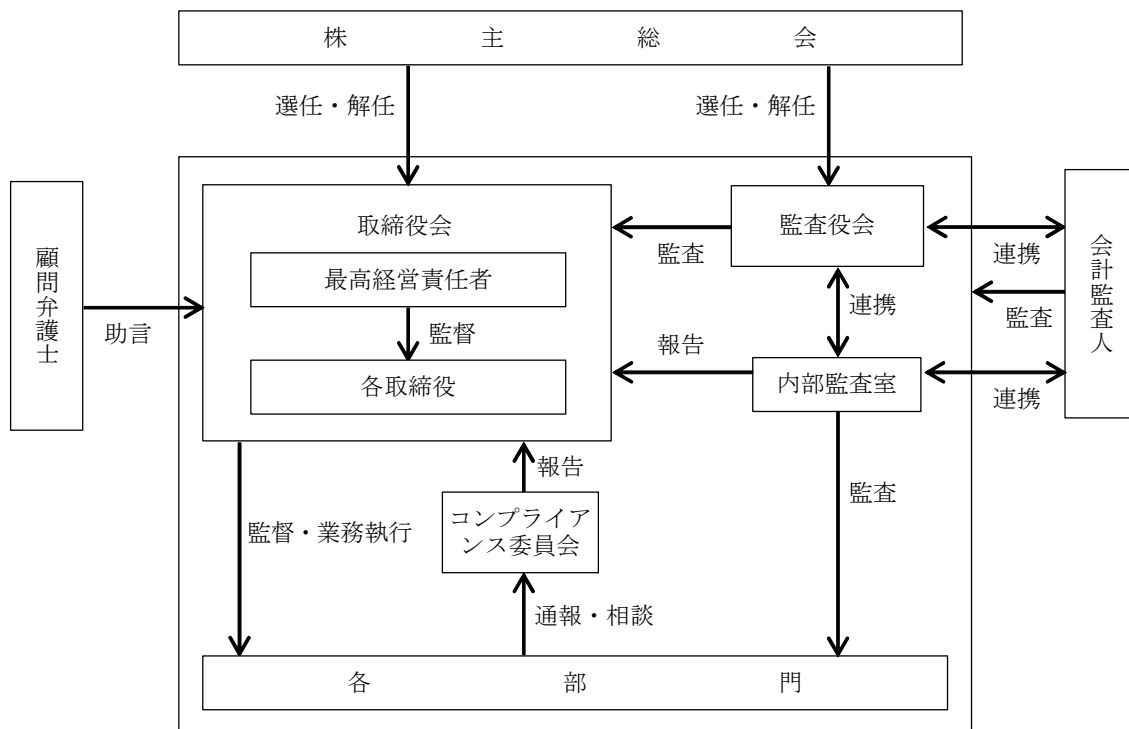 株主総会
選任・解任
選任・解任
顧問弁護士
助言
取締役会
最高経営責任者
監督
各取締役
監査
監査役会
連携
連携
監査
会計監査人
報告
内部監査室
連携
報告
監査
監督・業務執行
コンプライア
ンス委員会
通報・相談
各部門